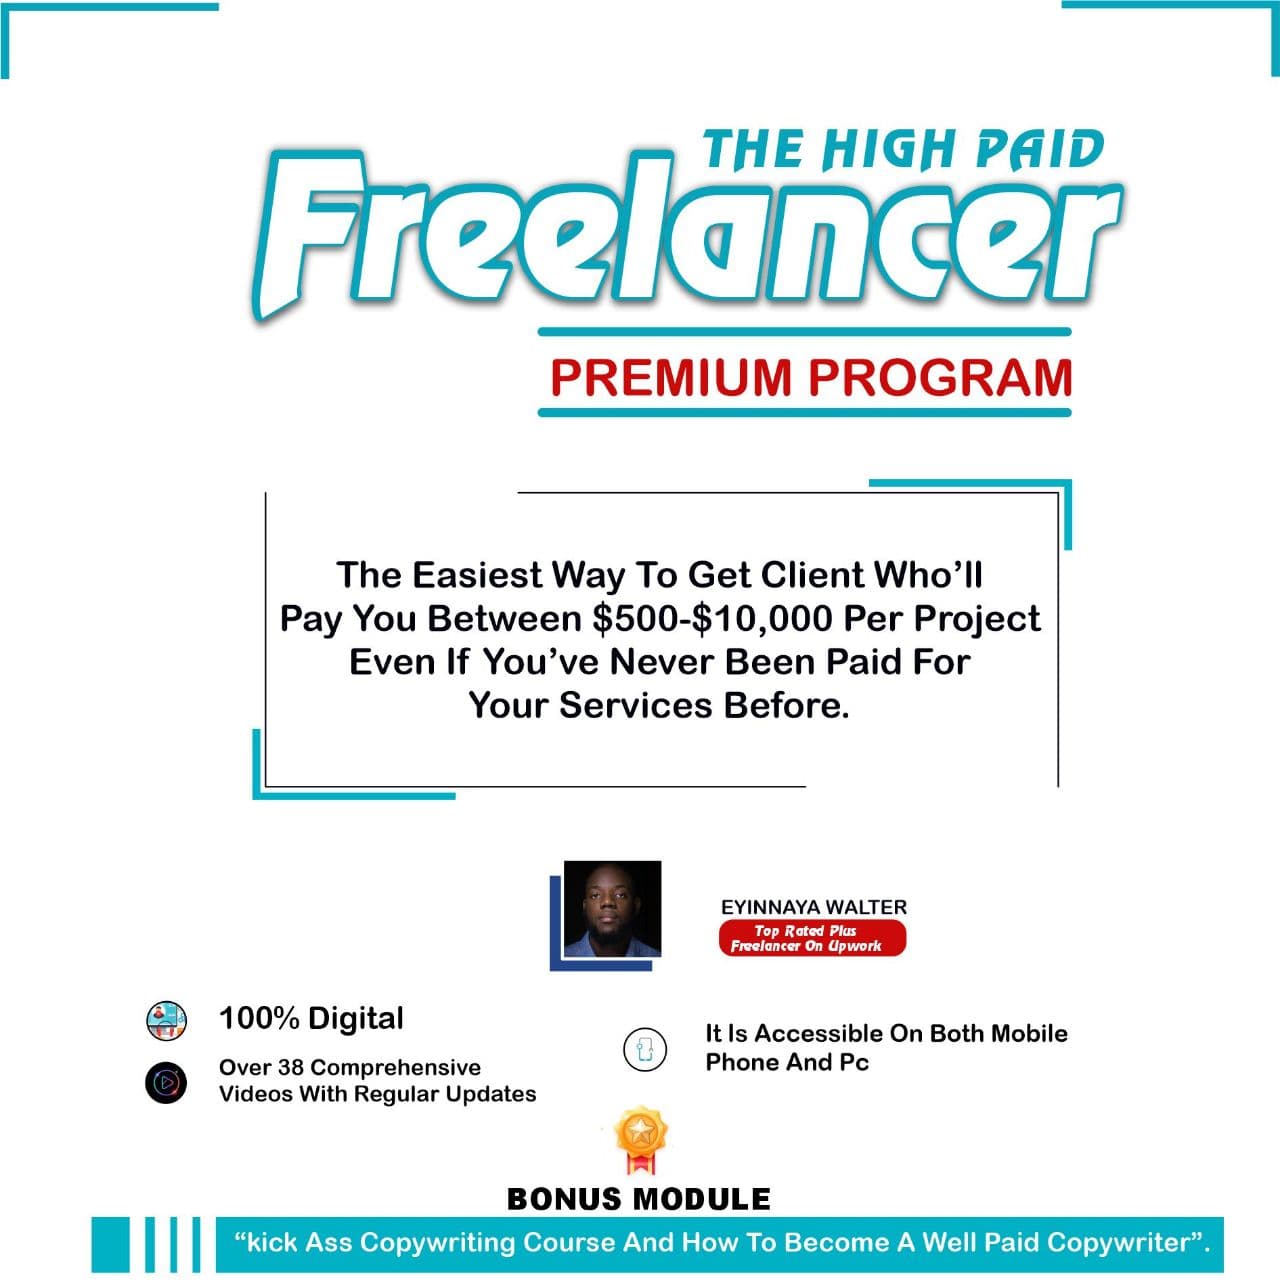 THE HIGH PAID
Freelancer
PREMIUM PROGRAM
The Easiest Way To Get Client Who'll
Pay You Between $500-$10,000 Per Project
Even If You've Never Been Paid For
Your Services Before.
EYINNAYA WALTER
Top Rated Plus
Freelancer On Upwork
100% Digital
Over 38 Comprehensive
Videos With Regular Updates
It Is Accessible On Both Mobile
Phone And Pc
BONUS MODULE
“kick Ass Copywriting Course And How To Become A Well Paid Copywriter”.